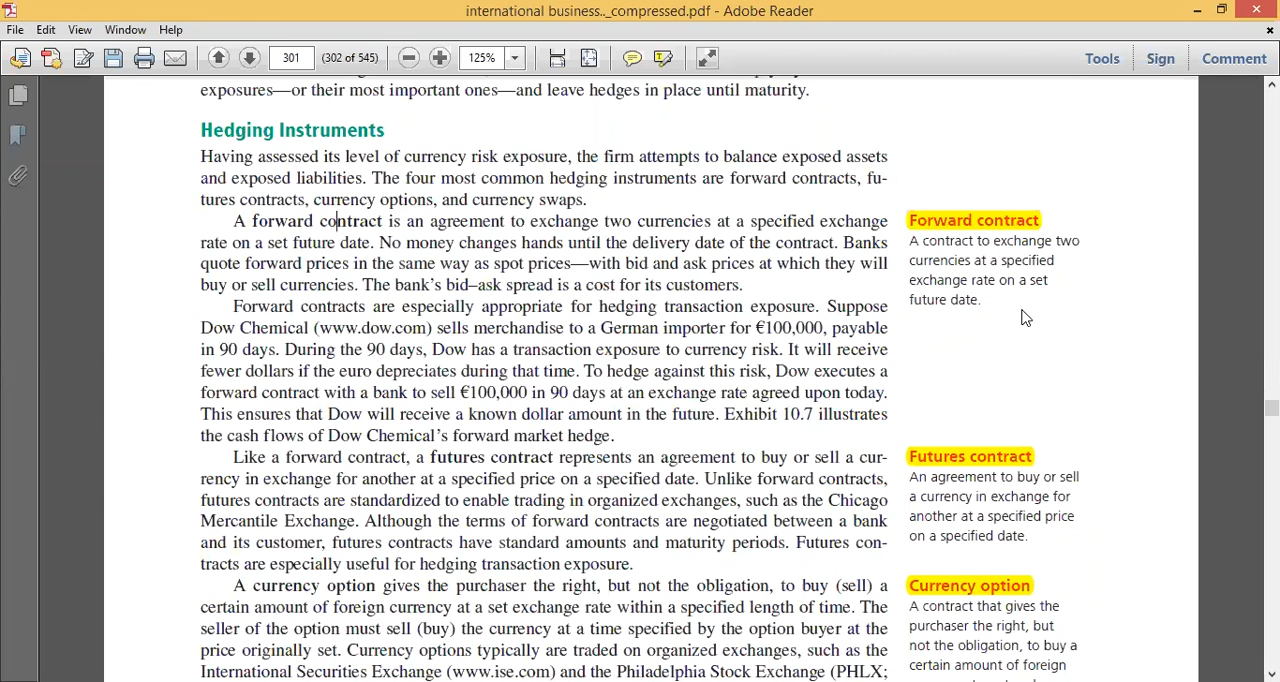 international business.._compressed.pdf - Adobe Reader
File Edit View Window Help
301 (302 of 545) 125% Tools Sign Comment
exposures—or their most important ones—and leave hedges in place until maturity.
Hedging Instruments
Having assessed its level of currency risk exposure, the firm attempts to balance exposed assets
and exposed liabilities. The four most common hedging instruments are forward contracts, fu-
tures contracts, currency options, and currency swaps.
A forward contract is an agreement to exchange two currencies at a specified exchange
rate on a set future date. No money changes hands until the delivery date of the contract. Banks
quote forward prices in the same way as spot prices—with bid and ask prices at which they will
buy or sell currencies. The bank's bid–ask spread is a cost for its customers.
Forward contracts are especially appropriate for hedging transaction exposure. Suppose
Dow Chemical (www.dow.com) sells merchandise to a German importer for €100,000, payable
in 90 days. During the 90 days, Dow has a transaction exposure to currency risk. It will receive
fewer dollars if the euro depreciates during that time. To hedge against this risk, Dow executes a
forward contract with a bank to sell €100,000 in 90 days at an exchange rate agreed upon today.
This ensures that Dow will receive a known dollar amount in the future. Exhibit 10.7 illustrates
the cash flows of Dow Chemical's forward market hedge.
Like a forward contract, a futures contract represents an agreement to buy or sell a cur-
rency in exchange for another at a specified price on a specified date. Unlike forward contracts,
futures contracts are standardized to enable trading in organized exchanges, such as the Chicago
Mercantile Exchange. Although the terms of forward contracts are negotiated between a bank
and its customer, futures contracts have standard amounts and maturity periods. Futures con-
tracts are especially useful for hedging transaction exposure.
A currency option gives the purchaser the right, but not the obligation, to buy (sell) a
certain amount of foreign currency at a set exchange rate within a specified length of time. The
seller of the option must sell (buy) the currency at a time specified by the option buyer at the
price originally set. Currency options typically are traded on organized exchanges, such as the
International Securities Exchange (www.ise.com) and the Philadelphia Stock Exchange (PHLX;
Forward contract
A contract to exchange two
currencies at a specified
exchange rate on a set
future date.
Futures contract
An agreement to buy or sell
a currency in exchange for
another at a specified price
on a specified date.
Currency option
A contract that gives the
purchaser the right, but
not the obligation, to buy a
certain amount of foreign